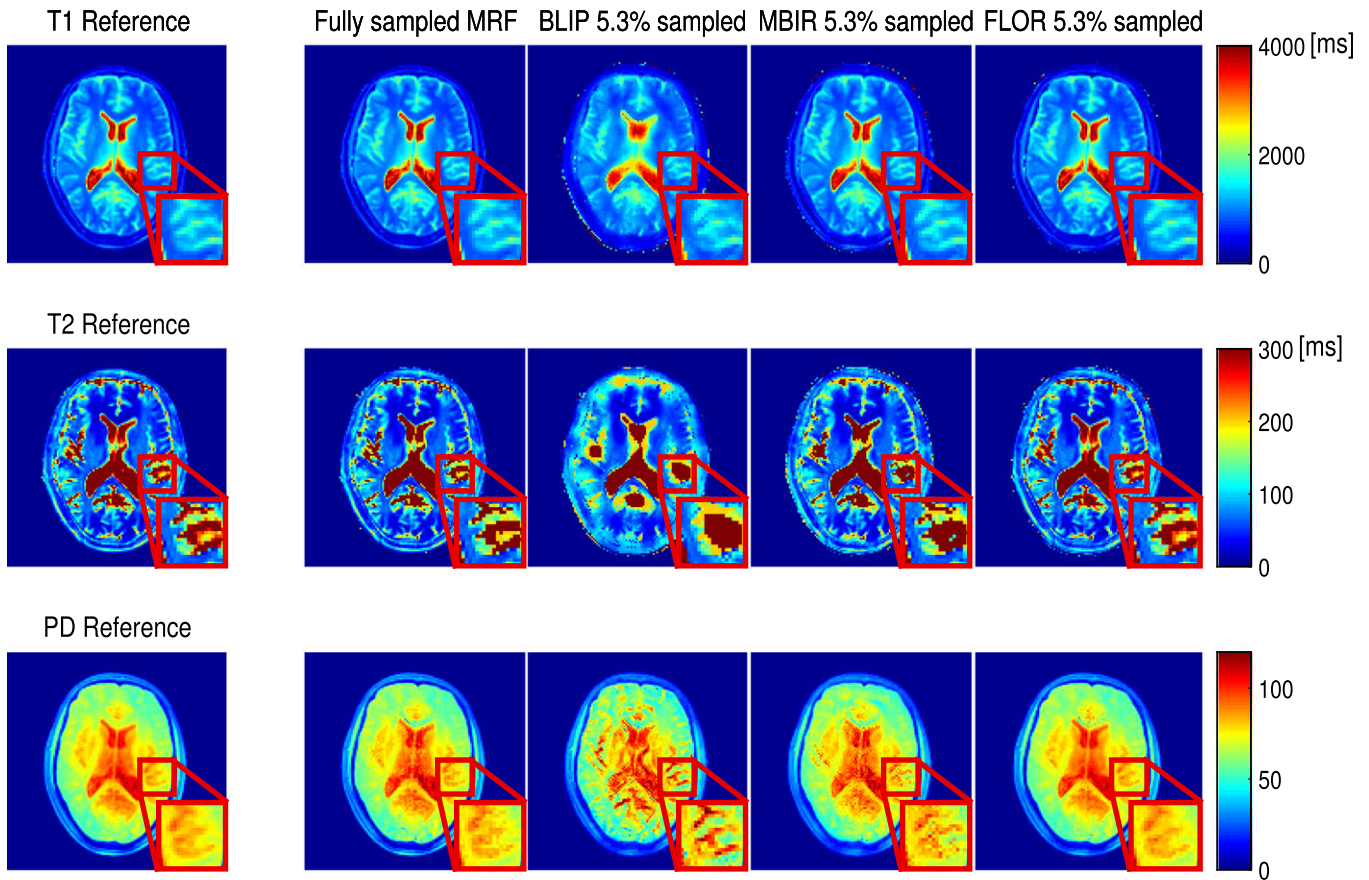 T1 Reference
Fully sampled MRF
BLIP 5.3% sampled
MBIR 5.3% sampled
FLOR 5.3% sampled
4000 [ms]
2000
0
T2 Reference
300 [ms]
200
100
0
PD Reference
100
50
0